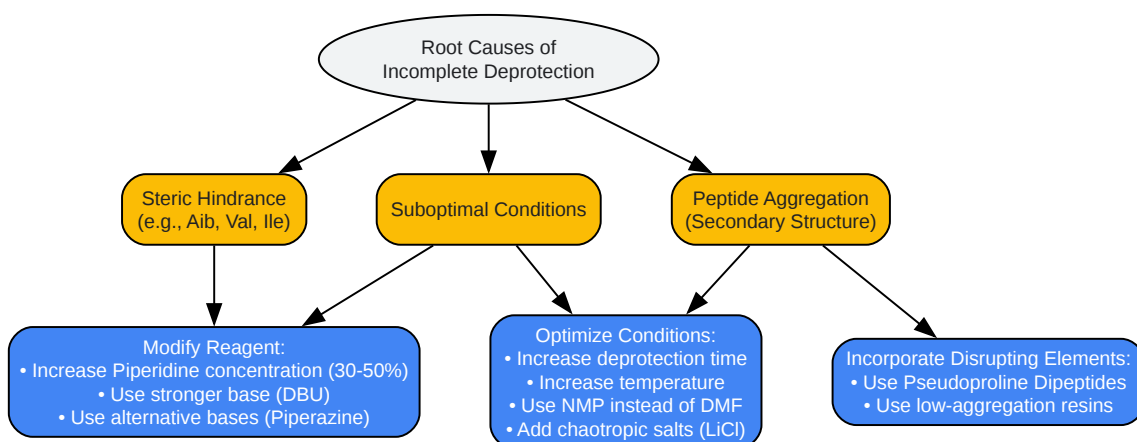 Root Causes of
Incomplete Deprotection
Steric Hindrance
(e.g., Aib, Val, Ile)
Suboptimal Conditions
Peptide Aggregation
(Secondary Structure)
Modify Reagent:
• Increase Piperidine concentration (30-50%)
• Use stronger base (DBU)
• Use alternative bases (Piperazine)
Optimize Conditions:
• Increase deprotection time
• Increase temperature
• Use NMP instead of DMF
• Add chaotropic salts (LiCl)
Incorporate Disrupting Elements:
• Use Pseudoproline Dipeptides
• Use low-aggregation resins